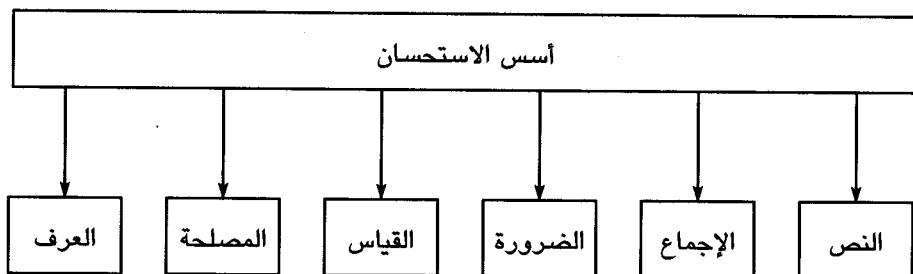 أسس الاستحسان
النص
الإجماع
الضرورة
القياس
المصلحة
العرف